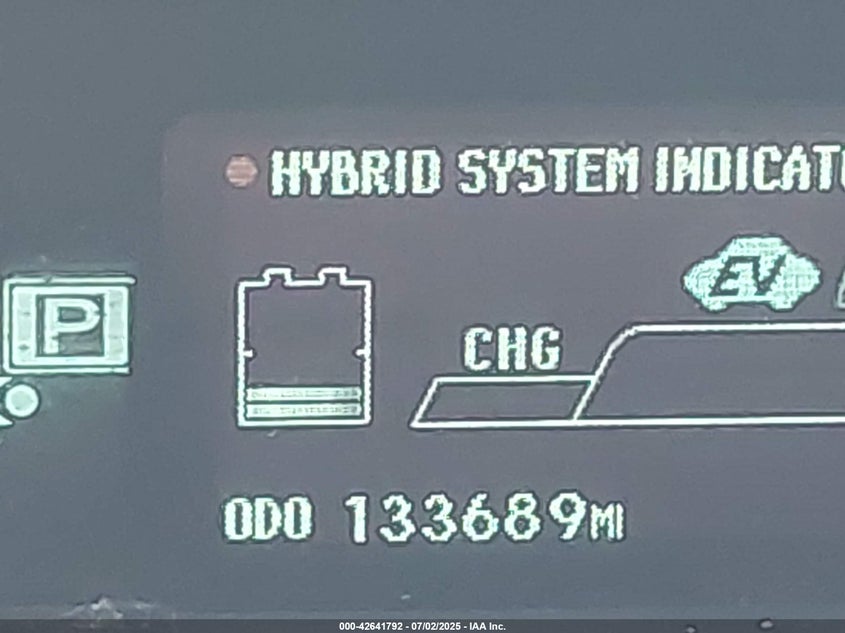 HYBRID SYSTEM INDICAT
EV
P
CHG
ODO 133689MI
000-42641792 - 07/02/2025 - IAA Inc.